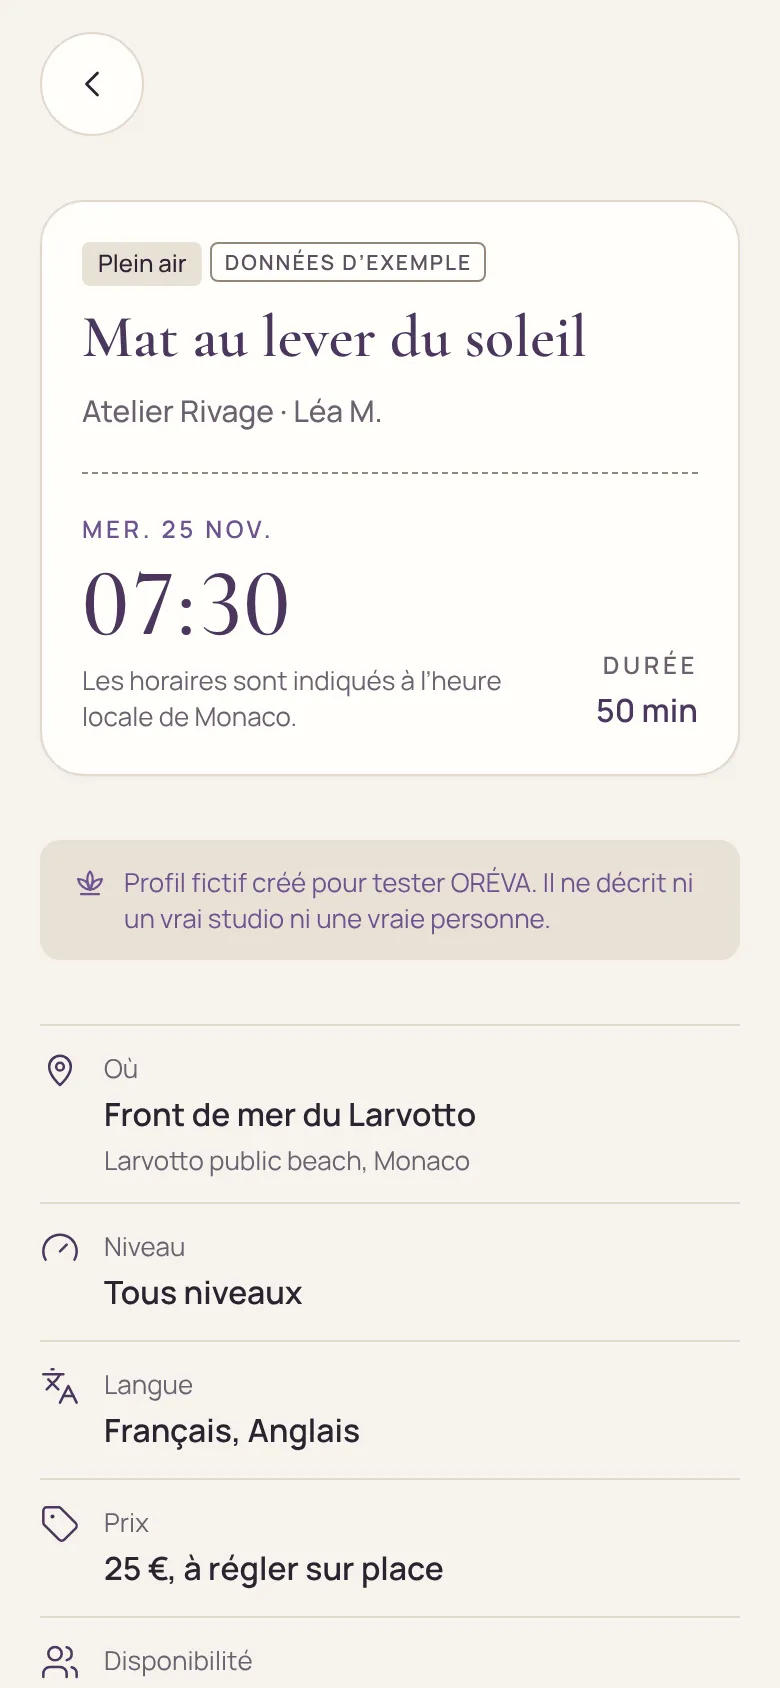 Plein air
DONNÉES D’EXEMPLE
Mat au lever du soleil
Atelier Rivage · Léa M.
MER. 25 NOV.
07:30
Les horaires sont indiqués à l’heure
locale de Monaco.
DURÉE
50 min
Profil fictif créé pour tester ORÉVA. Il ne décrit ni
un vrai studio ni une vraie personne.
Où
Front de mer du Larvotto
Larvotto public beach, Monaco
Niveau
Tous niveaux
Langue
Français, Anglais
Prix
25 €, à régler sur place
Disponibilité